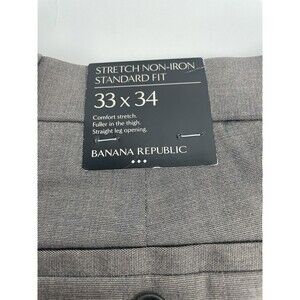 STRETCH NON-IRON
STANDARD FIT
33 x 34
Comfort stretch.
Fuller in the thigh.
Straight leg opening.
BANANA REPUBLIC